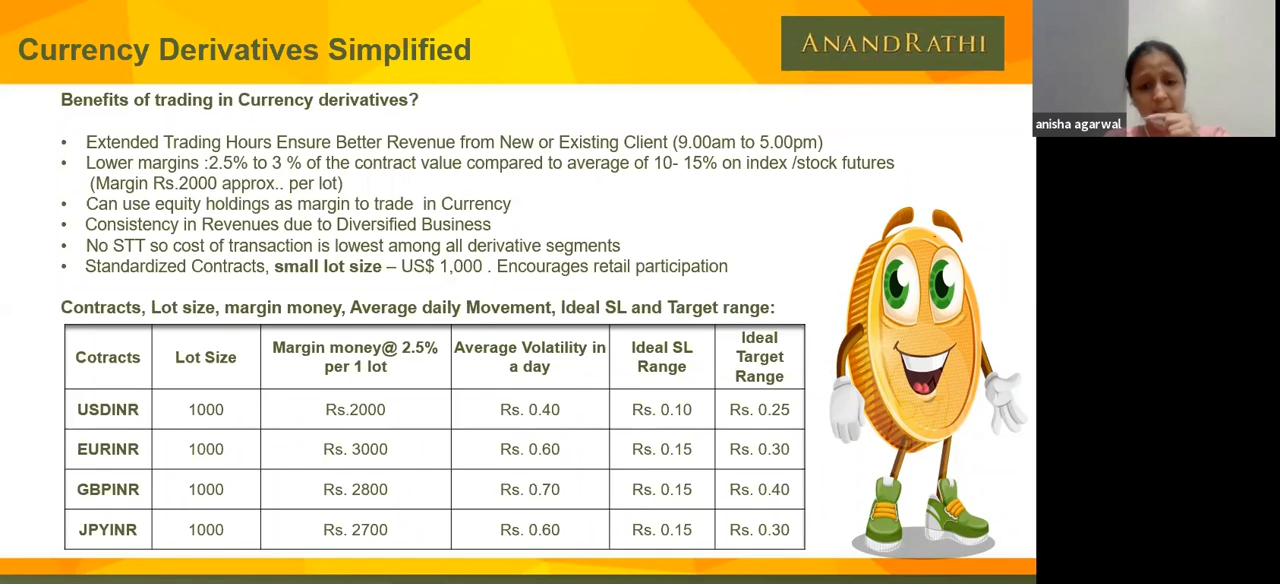 Currency Derivatives Simplified
ANANDRATHI
anisha agarwal
Benefits of trading in Currency derivatives?
• Extended Trading Hours Ensure Better Revenue from New or Existing Client (9.00am to 5.00pm)
• Lower margins :2.5% to 3 % of the contract value compared to average of 10- 15% on index /stock futures
(Margin Rs.2000 approx.. per lot)
• Can use equity holdings as margin to trade in Currency
• Consistency in Revenues due to Diversified Business
• No STT so cost of transaction is lowest among all derivative segments
• Standardized Contracts, small lot size – US$ 1,000 . Encourages retail participation
Contracts, Lot size, margin money, Average daily Movement, Ideal SL and Target range:
Cotracts Lot Size Margin money@ 2.5% per 1 lot Average Volatility in a day Ideal SL Range Ideal Target Range
USDINR 1000 Rs.2000 Rs. 0.40 Rs. 0.10 Rs. 0.25
EURINR 1000 Rs. 3000 Rs. 0.60 Rs. 0.15 Rs. 0.30
GBPINR 1000 Rs. 2800 Rs. 0.70 Rs. 0.15 Rs. 0.40
JPYINR 1000 Rs. 2700 Rs. 0.60 Rs. 0.15 Rs. 0.30